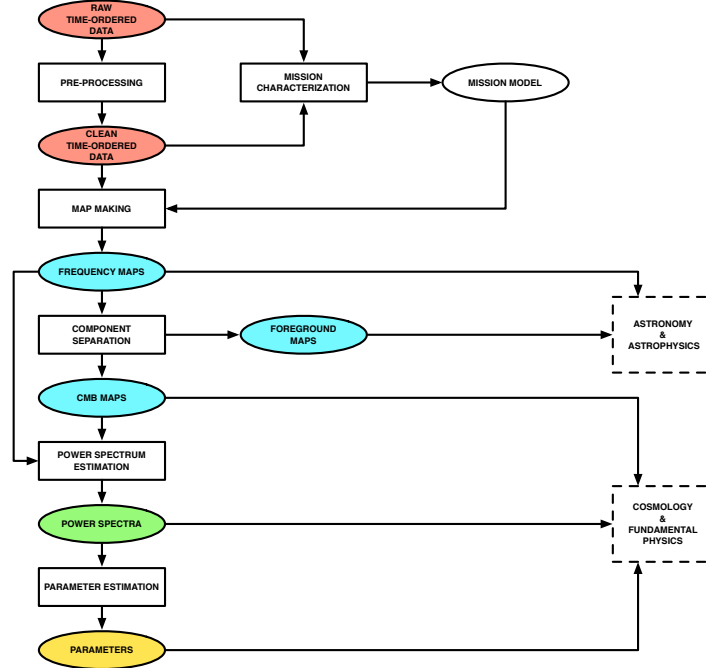 RAW
TIME-ORDERED
DATA
PRE-PROCESSING
MISSION
CHARACTERIZATION
MISSION MODEL
CLEAN
TIME-ORDERED
DATA
MAP MAKING
FREQUENCY MAPS
COMPONENT
SEPARATION
FOREGROUND
MAPS
ASTRONOMY
&
ASTROPHYSICS
CMB MAPS
POWER SPECTRUM
ESTIMATION
POWER SPECTRA
COSMOLOGY
&
FUNDAMENTAL
PHYSICS
PARAMETER ESTIMATION
PARAMETERS